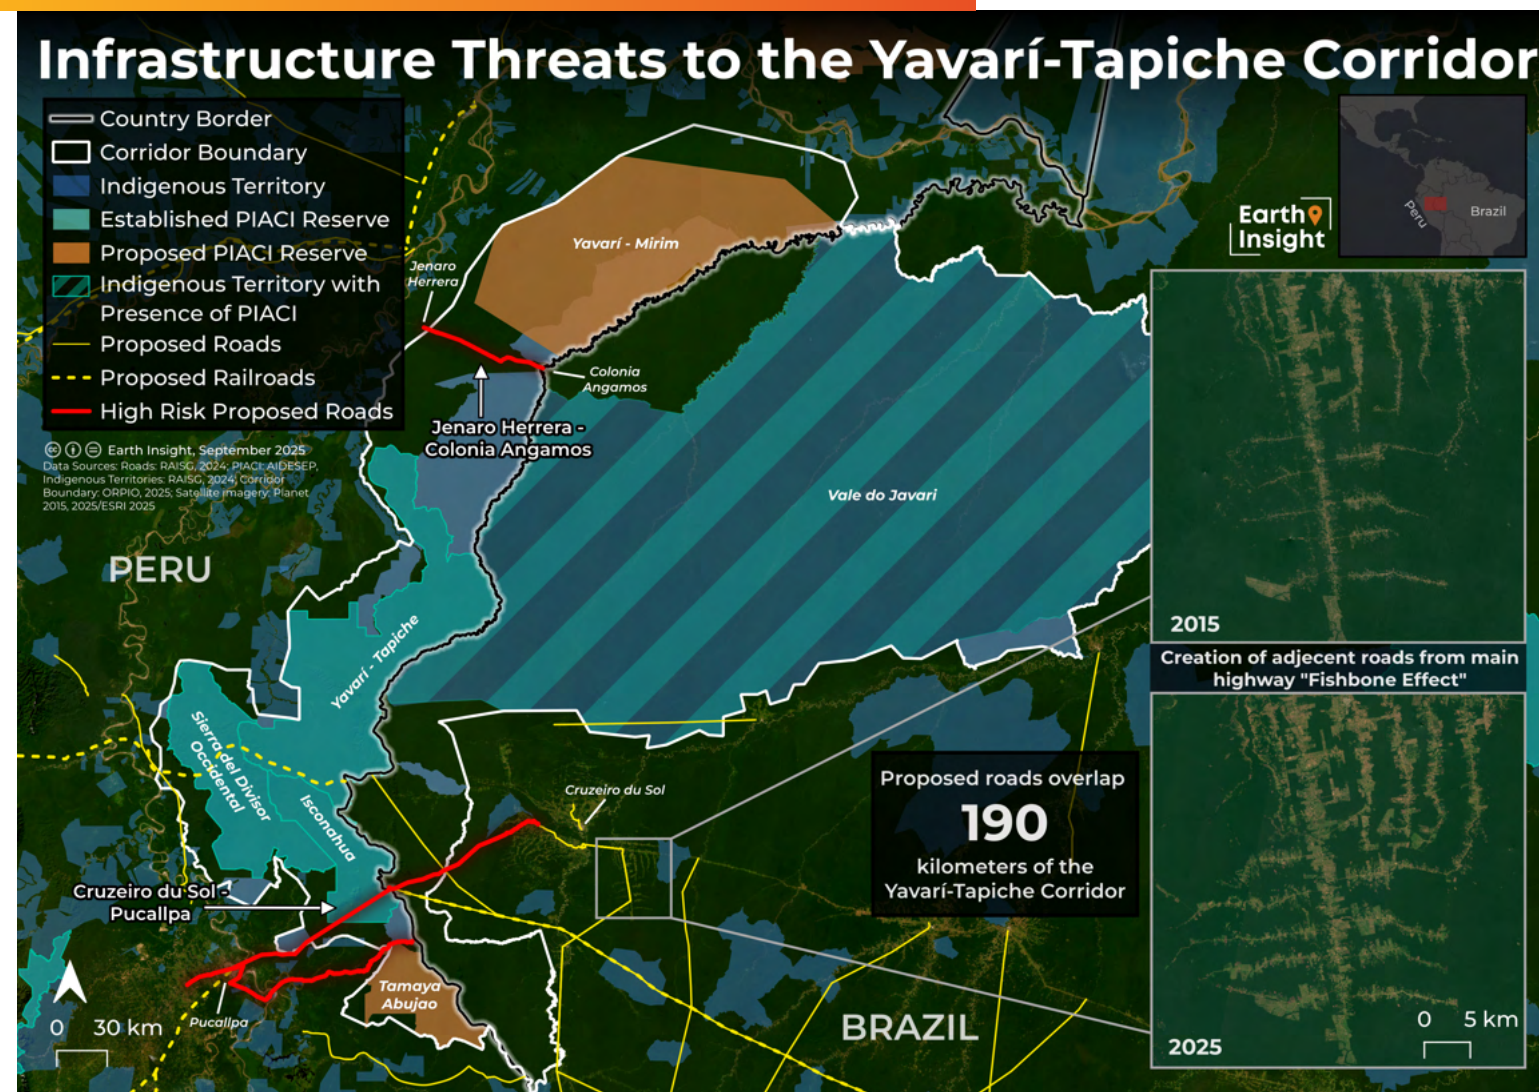 Infrastructure Threats to the Yavarí-Tapiche Corridor
Country Border
Corridor Boundary
Indigenous Territory
Established PIACI Reserve
Proposed PIACI Reserve
Indigenous Territory with
Presence of PIACI
Proposed Roads
Proposed Railroads
High Risk Proposed Roads
Earth Insight, September 2025
Data Sources: Roads: RAISG, 2024; PIACI: AIDESEP,
Indigenous Territories: RAISG, 2024; Corridor
Boundary: ORPIO, 2025; Satellite imagery: Planet
2015, 2025/ESRI 2025
Jenaro
Herrera
Yavarí - Mirim
Colonia
Angamos
Jenaro Herrera -
Colonia Angamos
Vale do Javari
PERU
Yavarí - Tapiche
Sierra del Divisor
Occidental
Isconahua
Cruzeiro du Sol
Cruzeiro du Sol -
Pucallpa
Tamaya
Abujao
Pucallpa
0 30 km
BRAZIL
Proposed roads overlap
190
kilometers of the
Yavarí-Tapiche Corridor
Earth
Insight
Peru
Brazil
2015
Creation of adjecent roads from main
highway "Fishbone Effect"
0 5 km
2025